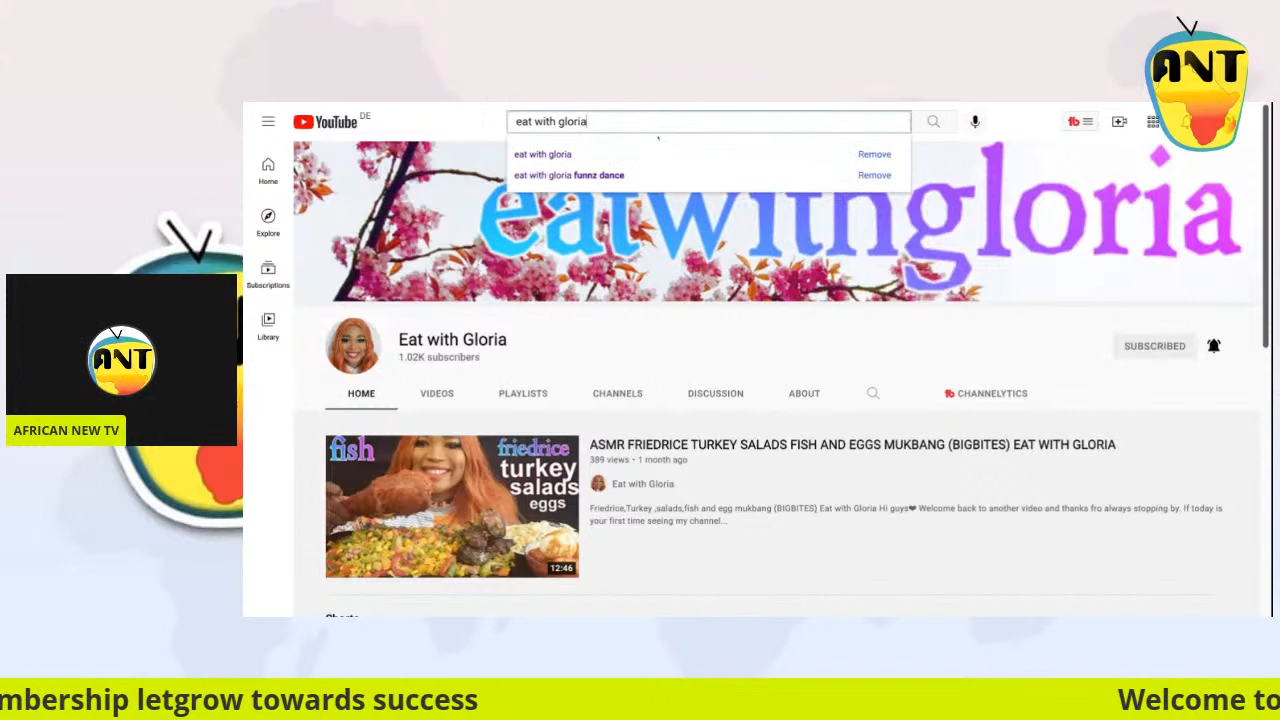 ANT
YouTube DE
eat with gloria
eat with gloria Remove
eat with gloria funnz dance Remove
eatwithgloria
Home
Explore
Subscriptions
Library
Eat with Gloria
1.02K subscribers
SUBSCRIBED
HOME VIDEOS PLAYLISTS CHANNELS DISCUSSION ABOUT CHANNELYTICS
ANT
AFRICAN NEW TV
fish
friedrice
turkey
salads
eggs
12:46
ASMR FRIEDRICE TURKEY SALADS FISH AND EGGS MUKBANG (BIGBITES) EAT WITH GLORIA
389 views • 1 month ago
Eat with Gloria
Friedrice,Turkey ,salads,fish and egg mukbang (BIGBITES) Eat with Gloria Hi guys❤ Welcome back to another video and thanks fro always stopping by. If today is
your first time seeing my channel...
mbership letgrow towards success
Welcome to